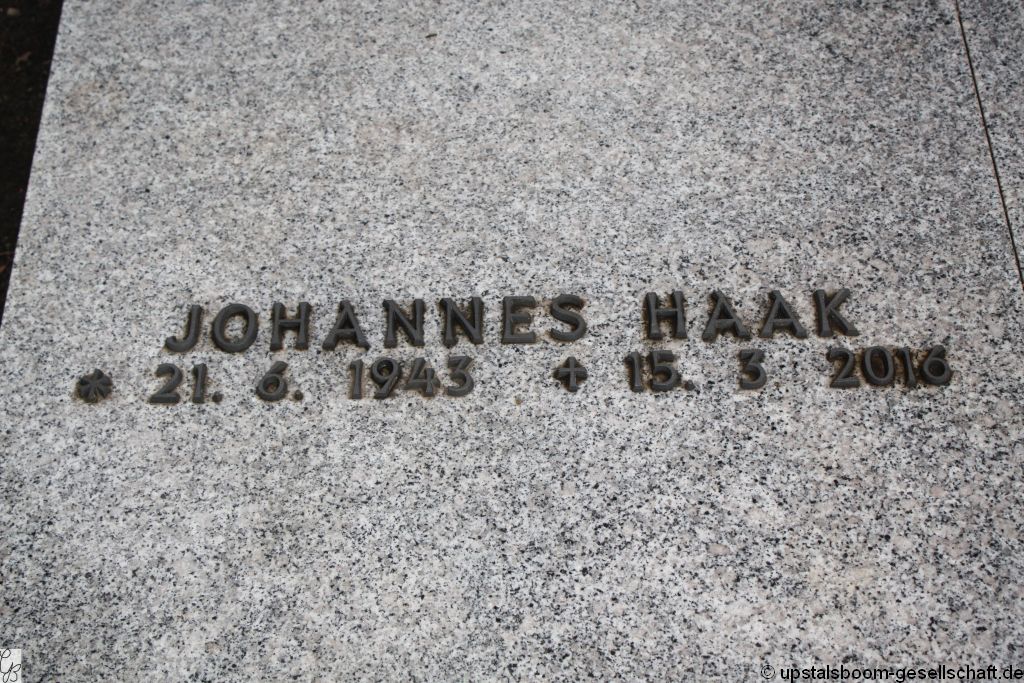 JOHANNES HAAK
* 21. 6. 1943 ✝ 15. 3. 2016
© upstalsboom-gesellschaft.de